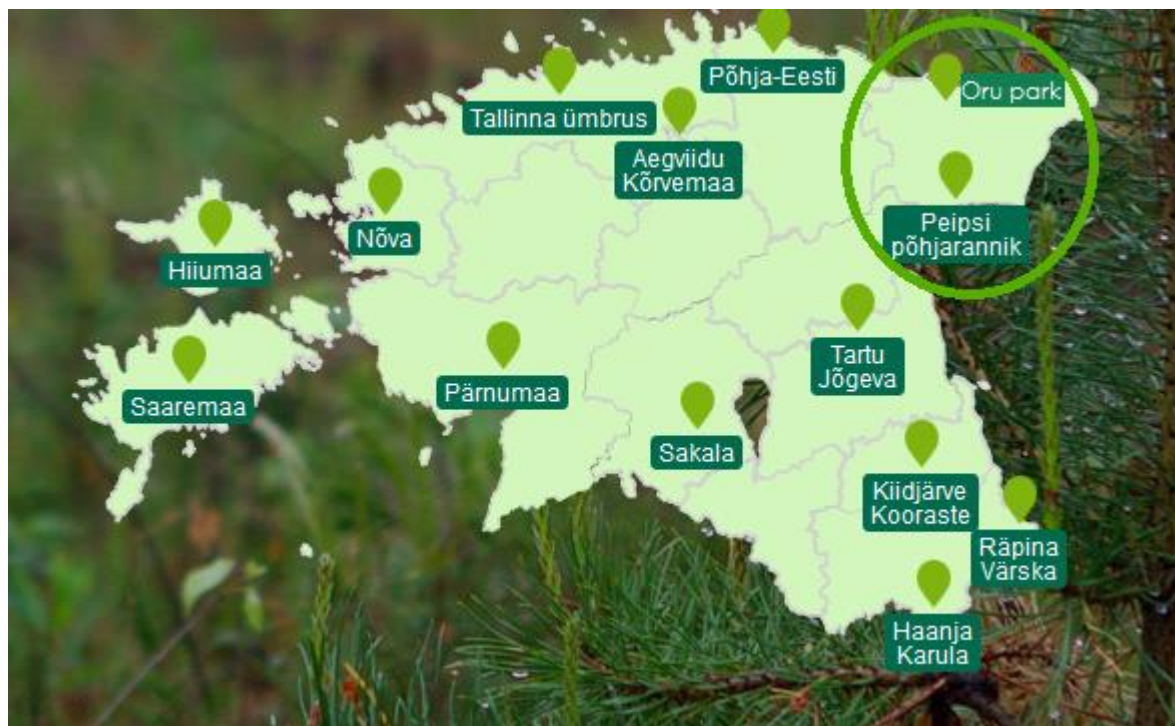 Põhja-Eesti
Oru park
Tallinna ümbrus
Aegviidu
Kõrvemaa
Peipsi
põhjarannik
Nõva
Hiiumaa
Tartu
Jõgeva
Saaremaa
Pärnumaa
Sakala
Kiidjärve
Kooraste
Räpina
Värska
Haanja
Karula